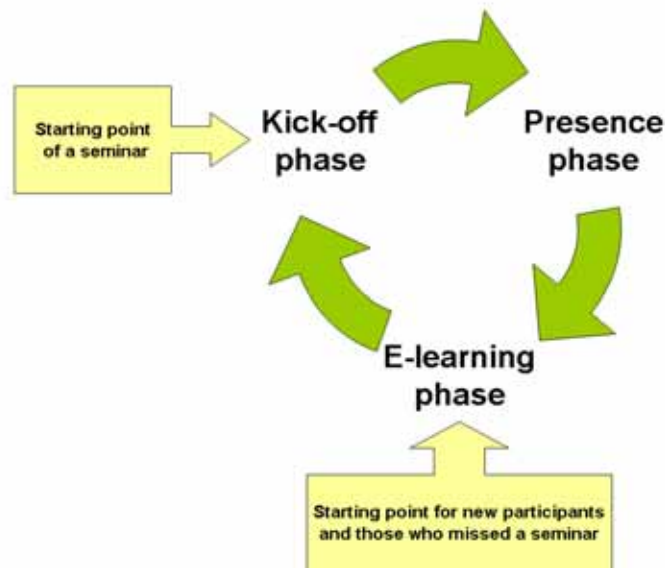 Starting point
of a seminar
Kick-off
phase
Presence
phase
E-learning
phase
Starting point for new participants
and those who missed a seminar